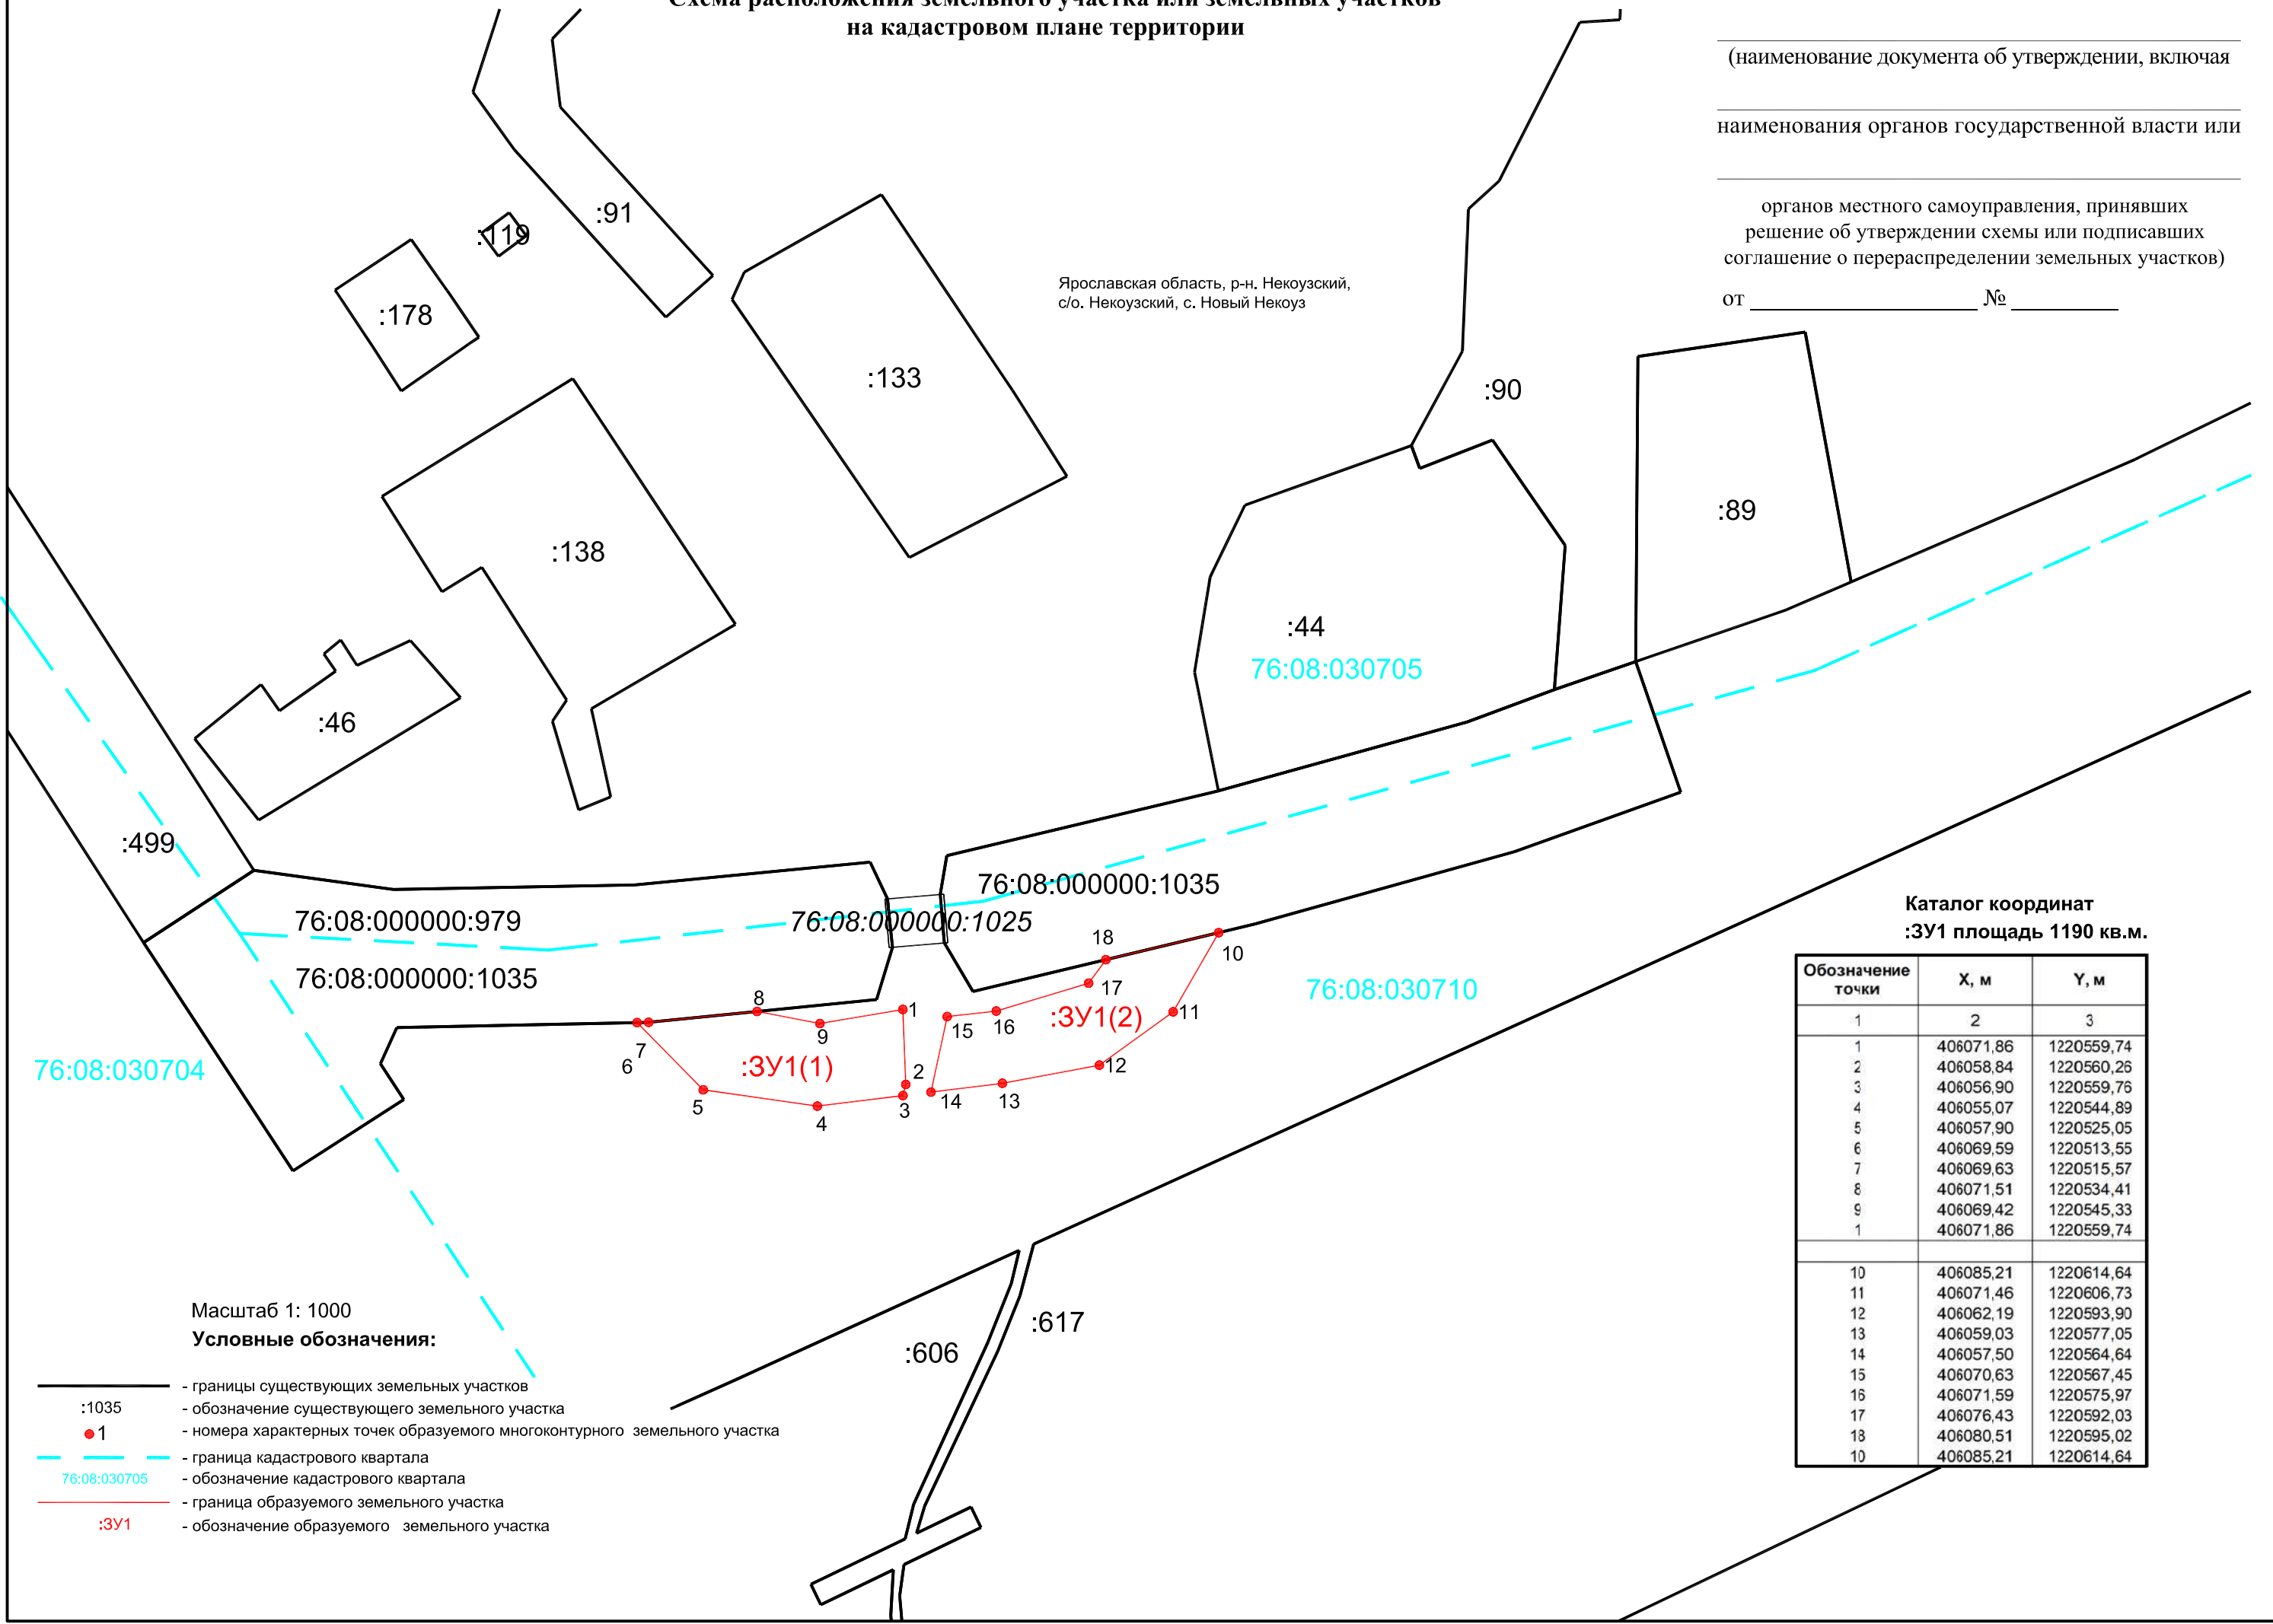 Схема расположения земельного участка или земельных участков
на кадастровом плане территории
(наименование документа об утверждении, включая
наименования органов государственной власти или
органов местного самоуправления, принявших
решение об утверждении схемы или подписавших
соглашение о перераспределении земельных участков)
от № 
Ярославская область, р-н. Некоузский,
с/о. Некоузский, с. Новый Некоуз
:91
:119
:178
:133
:90
:138
:89
:44
76:08:030705
:46
:499
76:08:000000:979
76:08:000000:1025
76:08:000000:1035
76:08:000000:1035
76:08:030710
76:08:030704
:ЗУ1(1)
:ЗУ1(2)
1
2
3
4
5
6
7
8
9
10
11
12
13
14
15
16
17
18
:606
:617
Каталог координат
:ЗУ1 площадь 1190 кв.м.
Обозначение точки X, м Y, м
1 2 3
1 406071,86 1220559,74
2 406058,84 1220560,26
3 406056,90 1220559,76
4 406055,07 1220544,89
5 406057,90 1220525,05
6 406069,59 1220513,55
7 406069,63 1220515,57
8 406071,51 1220534,41
9 406069,42 1220545,33
1 406071,86 1220559,74
10 406085,21 1220614,64
11 406071,46 1220606,73
12 406062,19 1220593,90
13 406059,03 1220577,05
14 406057,50 1220564,64
15 406070,63 1220567,45
16 406071,59 1220575,97
17 406076,43 1220592,03
18 406080,51 1220595,02
10 406085,21 1220614,64
Масштаб 1: 1000
Условные обозначения:
- границы существующих земельных участков
:1035 - обозначение существующего земельного участка
1 - номера характерных точек образуемого многоконтурного земельного участка
- граница кадастрового квартала
76:08:030705 - обозначение кадастрового квартала
- граница образуемого земельного участка
:ЗУ1 - обозначение образуемого земельного участка